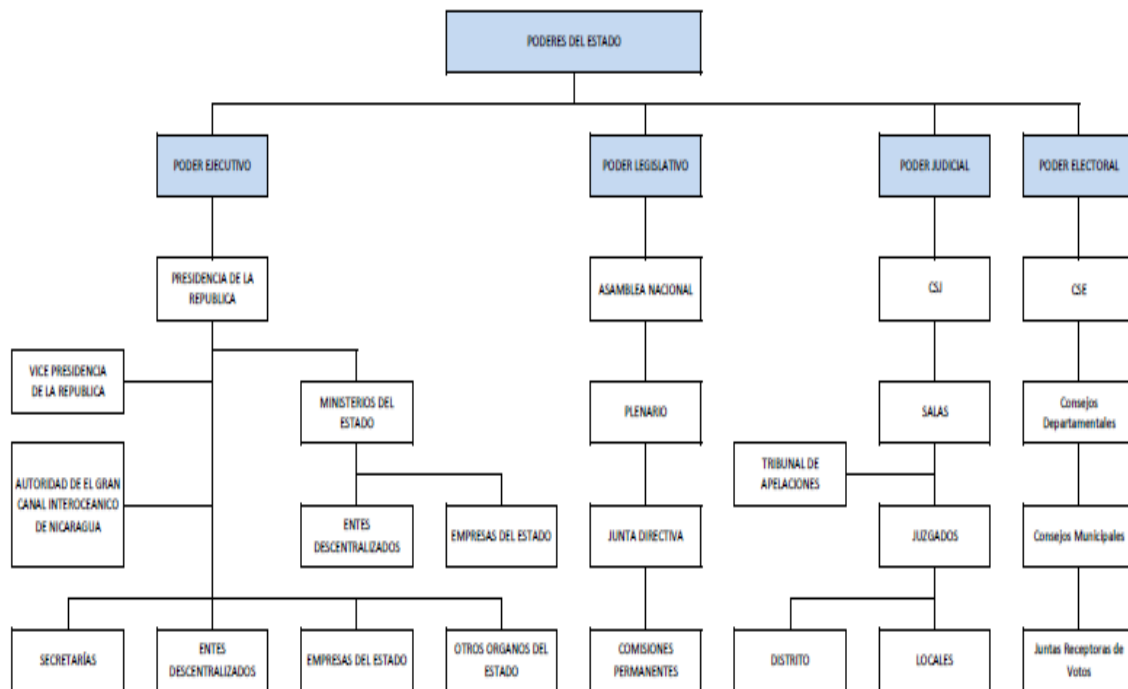 PODERES DEL ESTADO
PODER EJECUTIVO
PODER LEGISLATIVO
PODER JUDICIAL
PODER ELECTORAL
PRESIDENCIA DE LA
REPUBLICA
ASAMBLEA NACIONAL
CSJ
CSE
VICE PRESIDENCIA
DE LA REPUBLICA
MINISTERIOS DEL
ESTADO
PLENARIO
SALAS
Consejos
Departamentales
AUTORIDAD DE EL GRAN
CANAL INTEROCEANICO
DE NICARAGUA
TRIBUNAL DE
APELACIONES
ENTES
DESCENTRALIZADOS
EMPRESAS DEL ESTADO
JUNTA DIRECTIVA
JUZGADOS
Consejos Municipales
SECRETARÍAS
ENTES
DESCENTRALIZADOS
EMPRESAS DEL ESTADO
OTROS ORGANOS DEL
ESTADO
COMISIONES
PERMANENTES
DISTRITO
LOCALES
Juntas Receptoras de
Votos